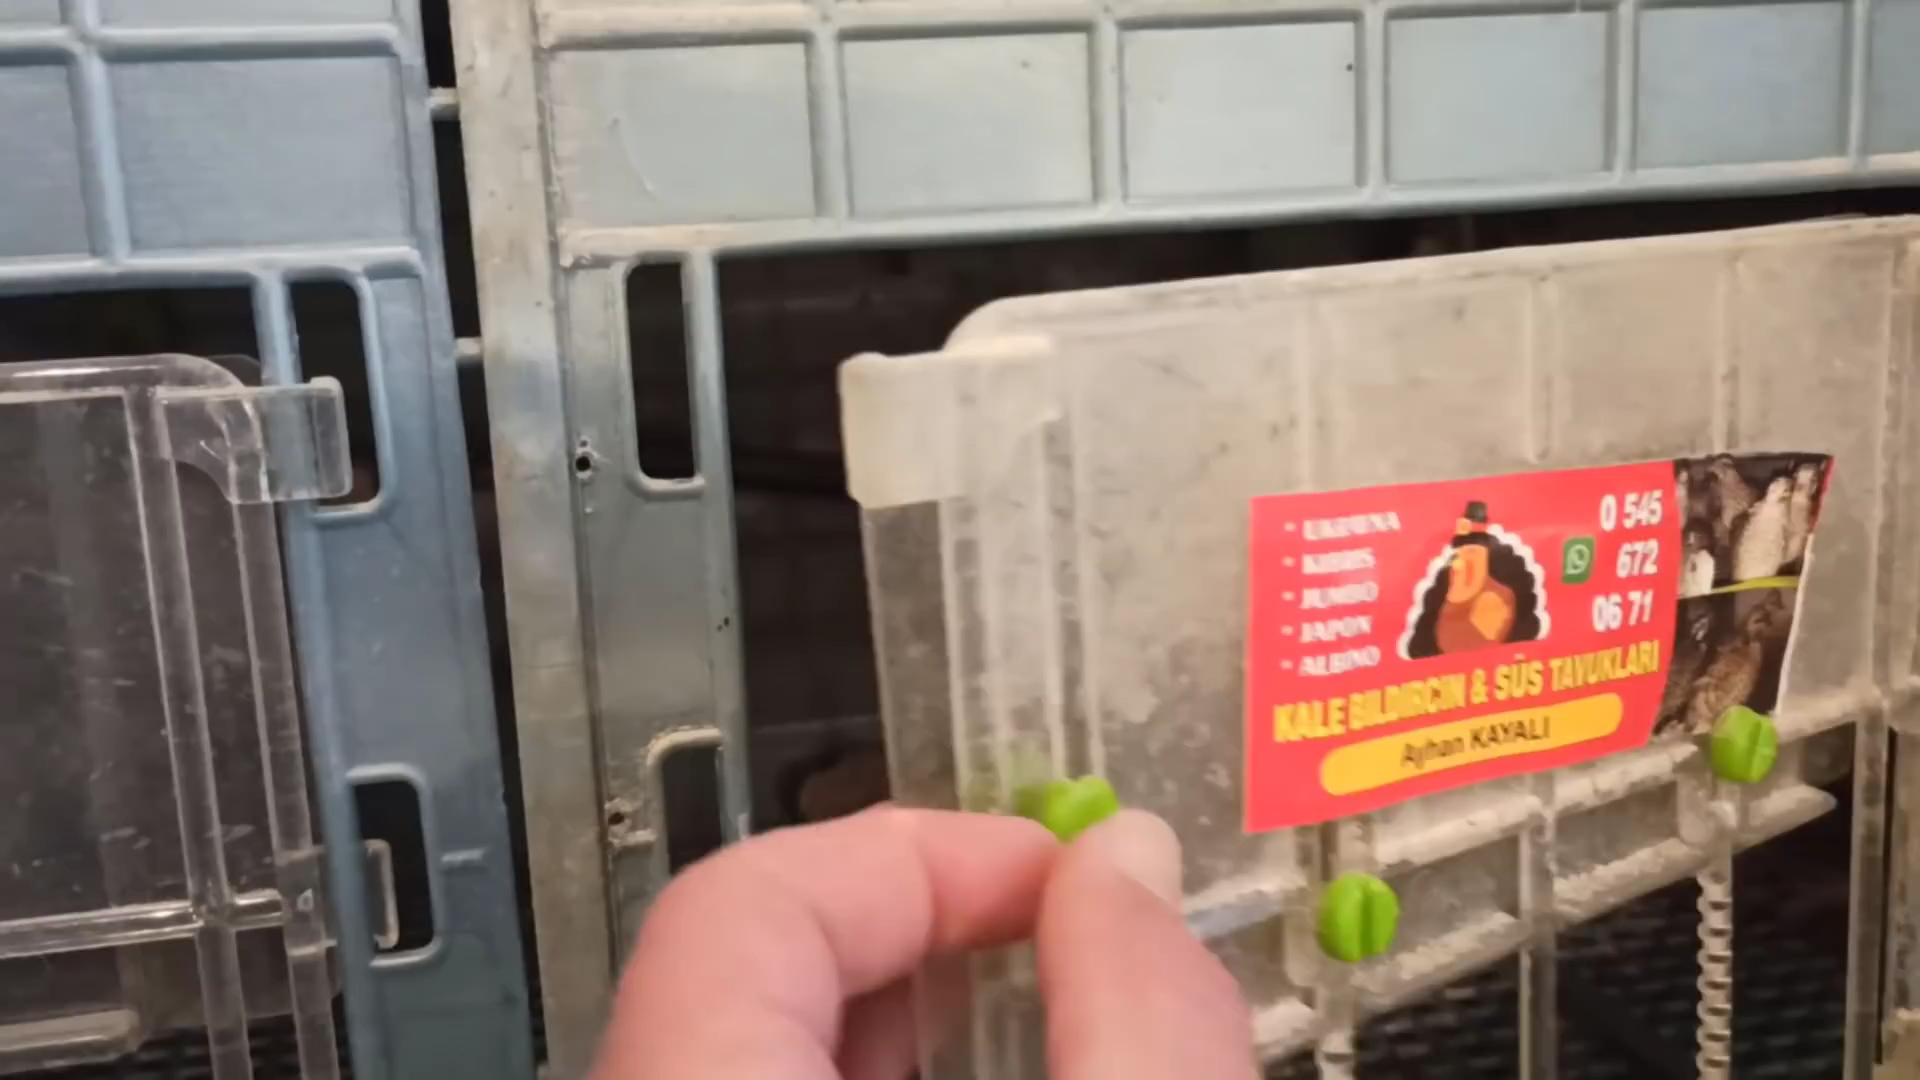 - UKRAYNA
- KIBRIS
- JUMBO
- JAPON
- ALBINO
0 545
672
06 71
KALE BILDIRCIN & SÜS TAVUKLARI
Ayhan KAYALI